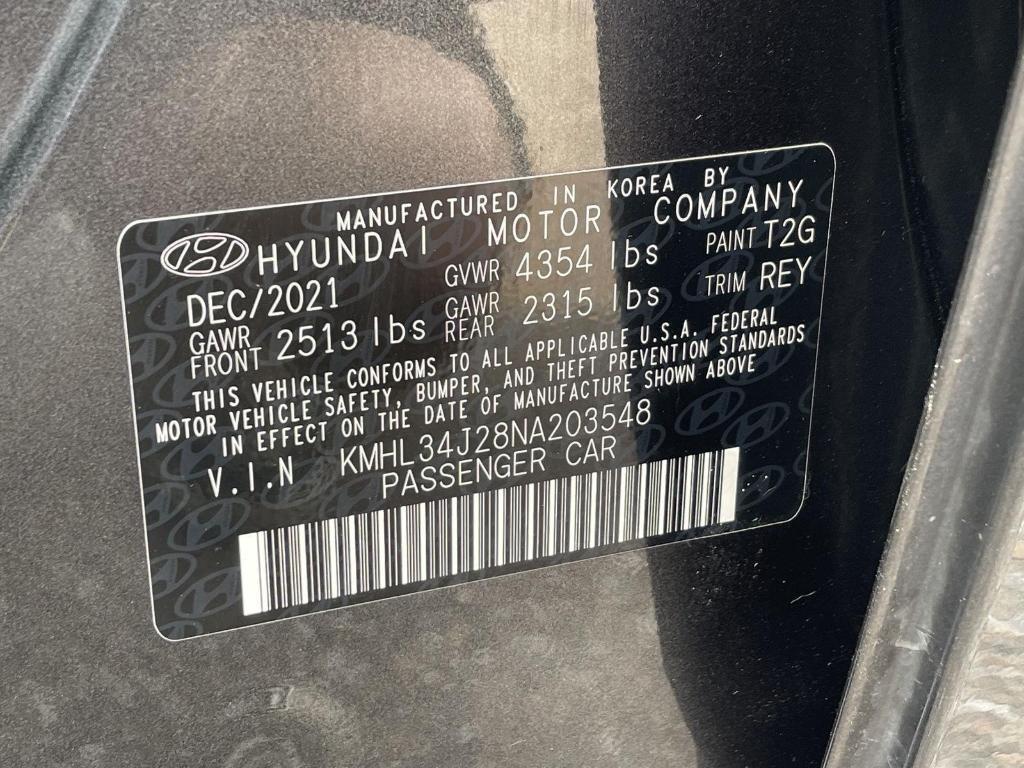 MANUFACTURED IN KOREA BY
HYUNDAI MOTOR COMPANY
DEC/2021 GVWR 4354 lbs PAINT T2G
GAWR FRONT 2513 lbs GAWR REAR 2315 lbs TRIM REY
THIS VEHICLE CONFORMS TO ALL APPLICABLE U.S.A. FEDERAL
MOTOR VEHICLE SAFETY, BUMPER, AND THEFT PREVENTION STANDARDS
IN EFFECT ON THE DATE OF MANUFACTURE SHOWN ABOVE
V.I.N KMHL34J28NA203548
PASSENGER CAR